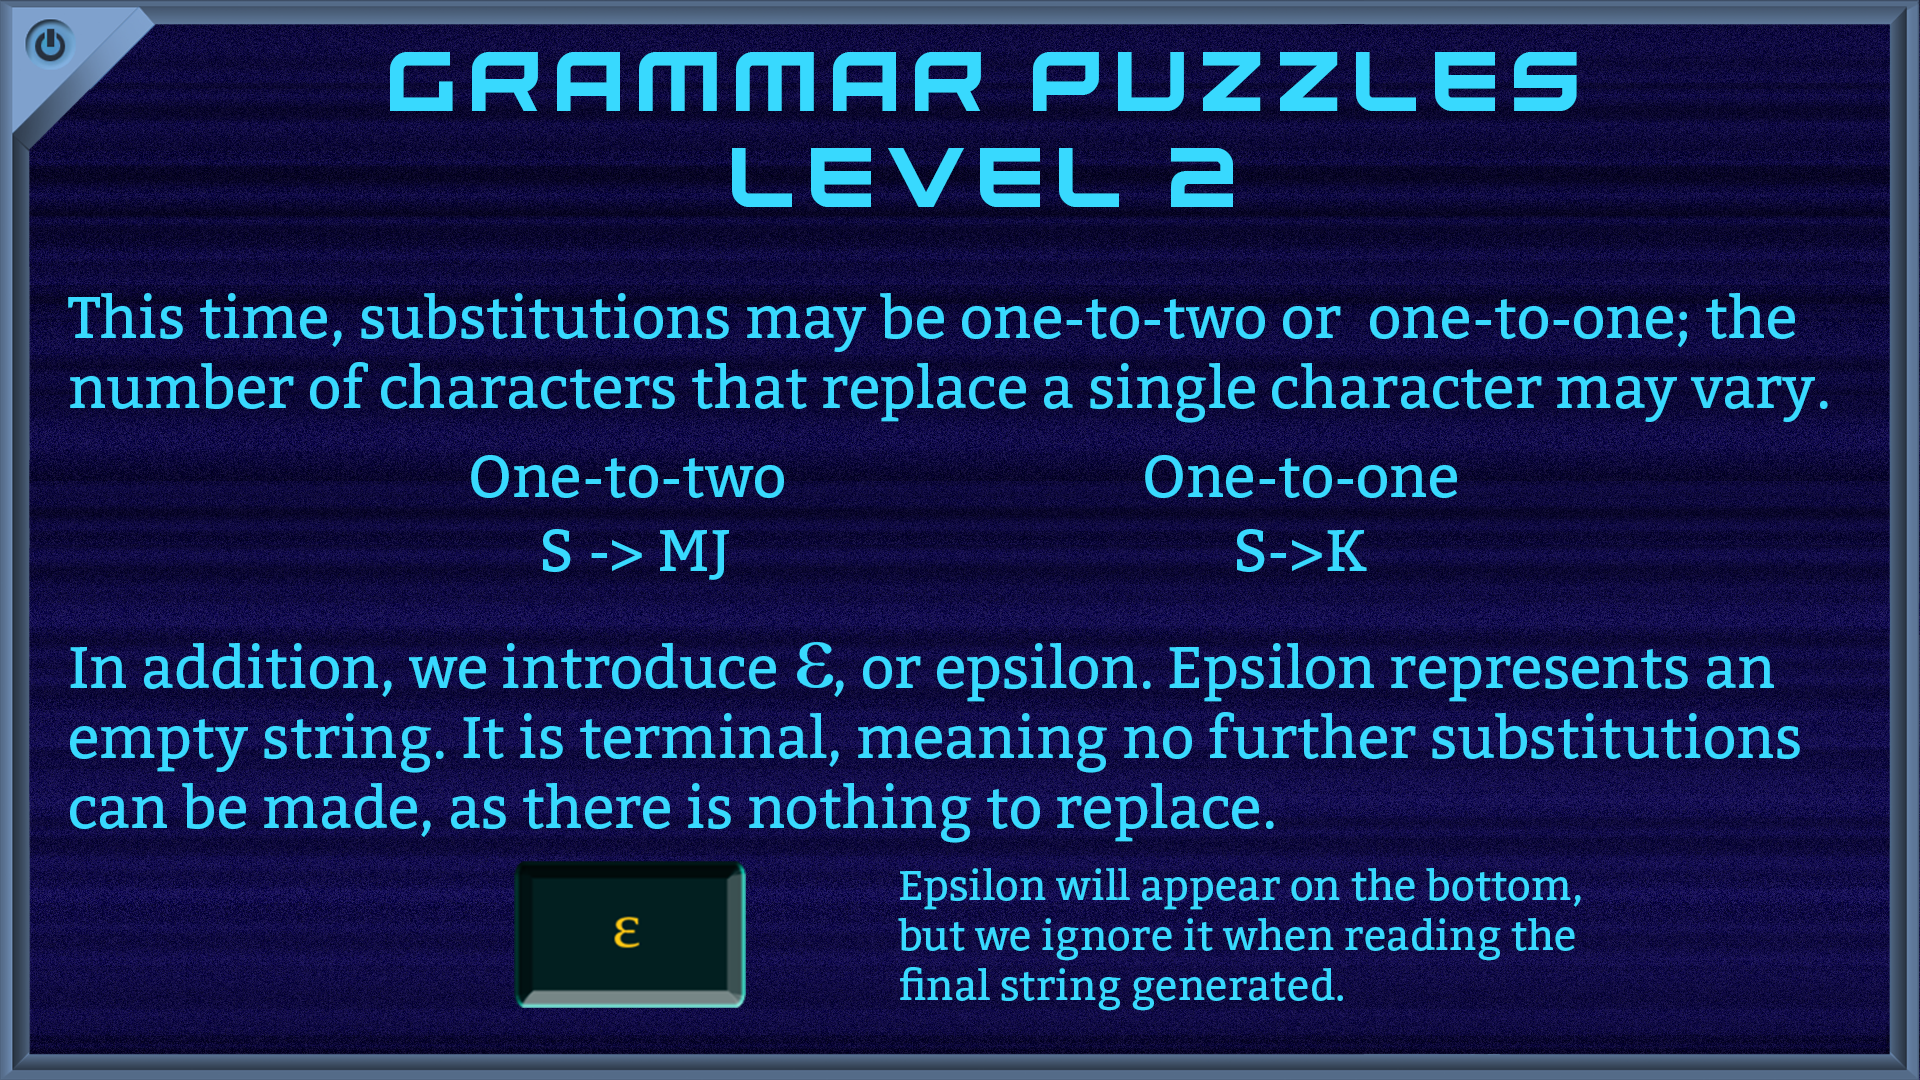 GRAMMAR PUZZLES
LEVEL 2
This time, substitutions may be one-to-two or  one-to-one; the
number of characters that replace a single character may vary.
One-to-two
One-to-one
S -> MJ
S->K
In addition, we introduce ε, or epsilon. Epsilon represents an
empty string. It is terminal, meaning no further substitutions
can be made, as there is nothing to replace.
ε
Epsilon will appear on the bottom,
but we ignore it when reading the
final string generated.